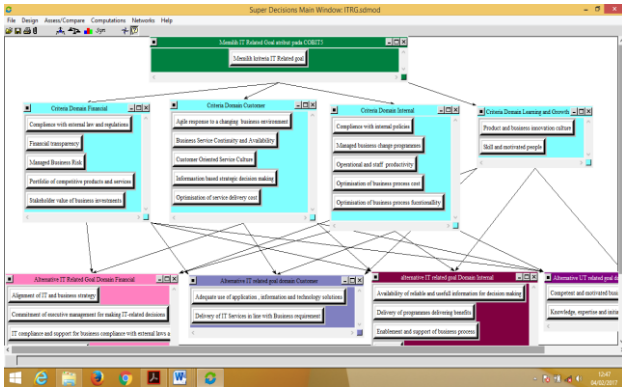 Super Decisions Main Window: ITRG.sdmod
File Design Assess/Compare Computations Networks Help
Memilih IT Related Goal atribut pada COBIT5
Memilih kriteria IT Related goal
Criteria Domain Financial
Compliance with external law and regulations
Financial transparency
Managed Business Risk
Portfolio of competitive products and services
Stakeholder value of business investments
Criteria Domain Customer
Agile response to a changing business environment
Business Service Continuity and Availability
Customer Oriented Service Culture
Information based strategic decision making
Optimisation of service delivery cost
Criteria Domain Internal
Compliance with internal policies
Managed business change programmes
Operational and staff productivity
Optimisation of business process cost
Optimisation of business process functionallity
Criteria Domain Learning and Growth
Product and business innovation culture
Skill and motivated people
Alternative IT Related Goal Domain Financial
Alignment of IT and business strategy
Commitment of executive management for making IT-related decisions
IT compliance and support for business compliance with external laws a
Alternative IT related goal domain Customer
Adequate use of application , information and technology solutions
Delivery of IT Services in line with Business requirement
alternative IT related goal Domain Internal
Availability of reliable and usefull information for decision making
Delivery of programmes delivering benefits
Enablement and support of business process
Alternative UT related goal d
Competent and motivated busi
Knowledge, expertise and initia
12:47
04/02/2017